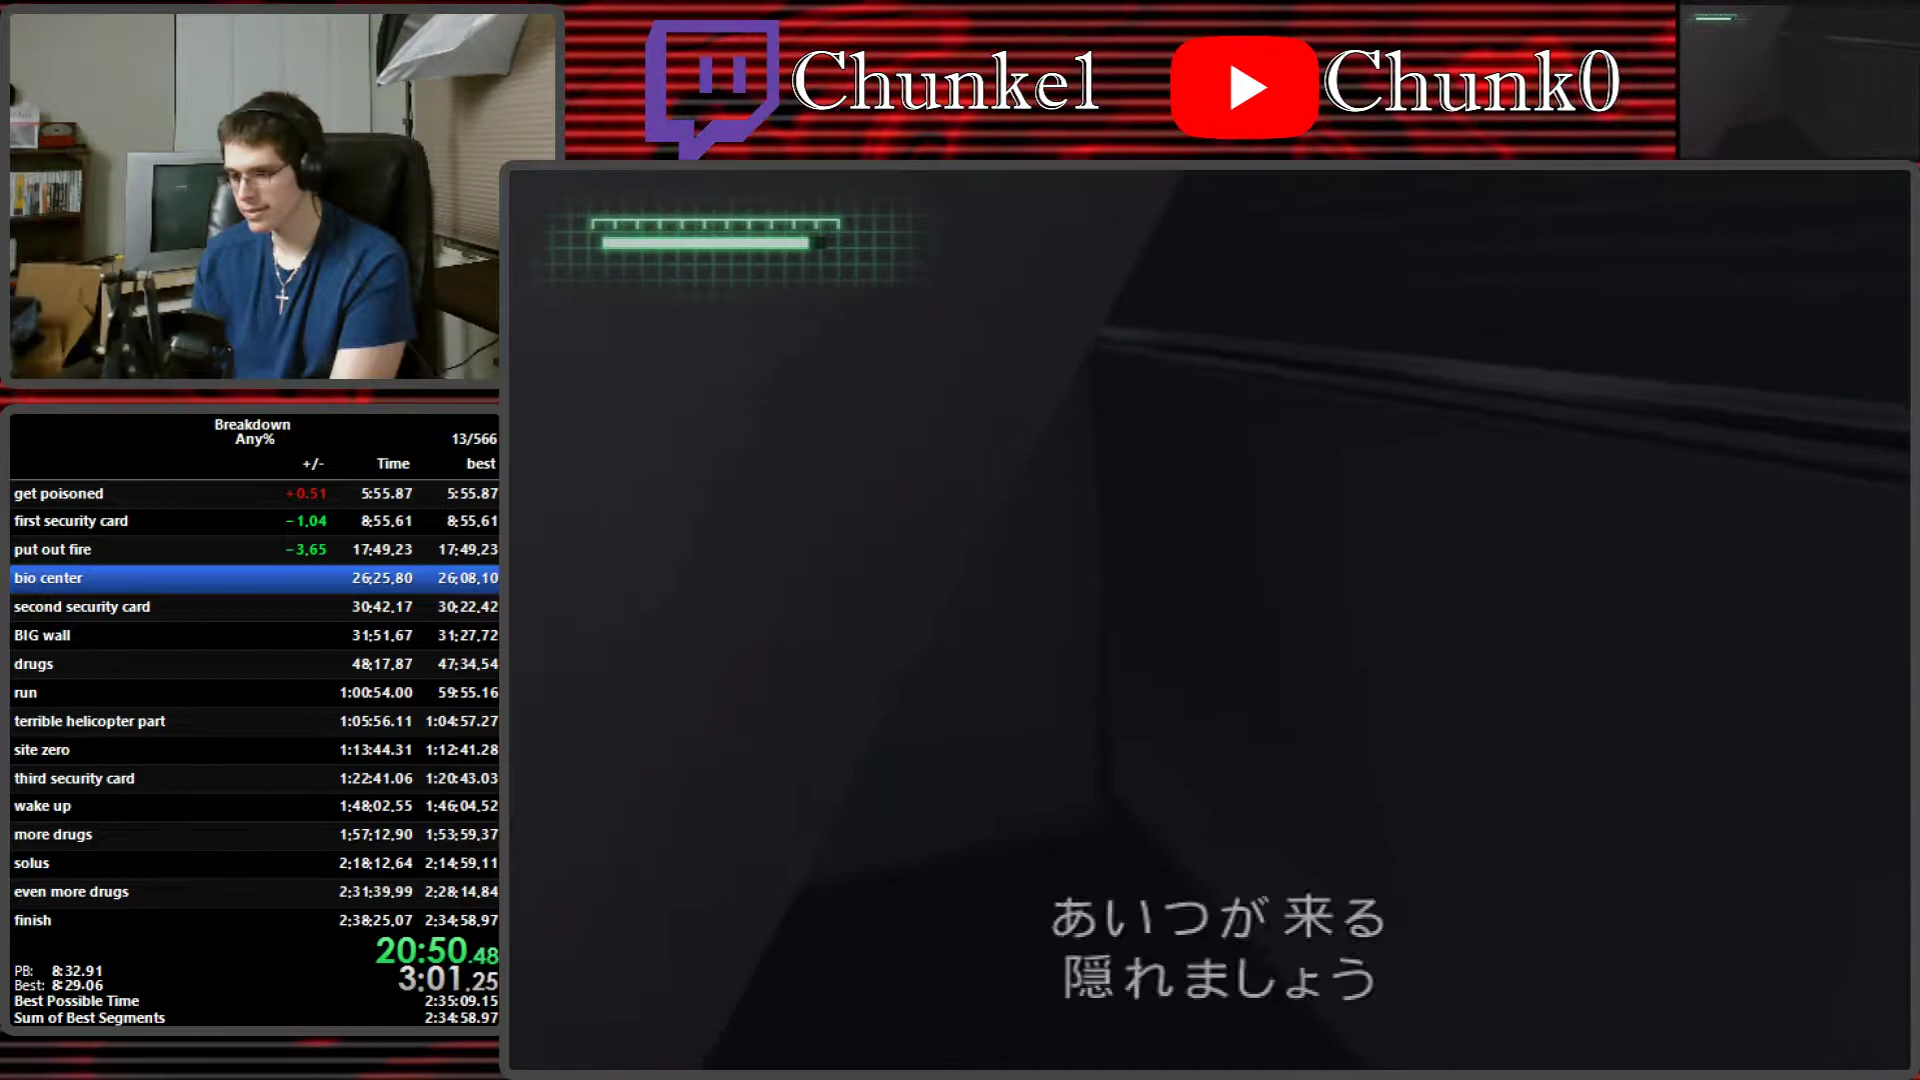 Chunke1
Chunk0
Breakdown
Any% 13/566
+/- Time best
get poisoned +0.51 5:55.87 5:55.87
first security card −1.04 8:55.61 8:55.61
put out fire −3.65 17:49.23 17:49.23
bio center 26:25.80 26:08.10
second security card 30:42.17 30:22.42
BIG wall 31:51.67 31:27.72
drugs 48:17.87 47:34.54
run 1:00:54.00 59:55.16
terrible helicopter part 1:05:56.11 1:04:57.27
site zero 1:13:44.31 1:12:41.28
third security card 1:22:41.06 1:20:43.03
wake up 1:48:02.55 1:46:04.52
more drugs 1:57:12.90 1:53:59.37
solus 2:18:12.64 2:14:59.11
even more drugs 2:31:39.99 2:28:14.84
finish 2:38:25.07 2:34:58.97
20:50.48
PB: 8:32.91
Best: 8:29.06
3:01.25
Best Possible Time 2:35:09.15
Sum of Best Segments 2:34:58.97
あいつが来る
隠れましょう